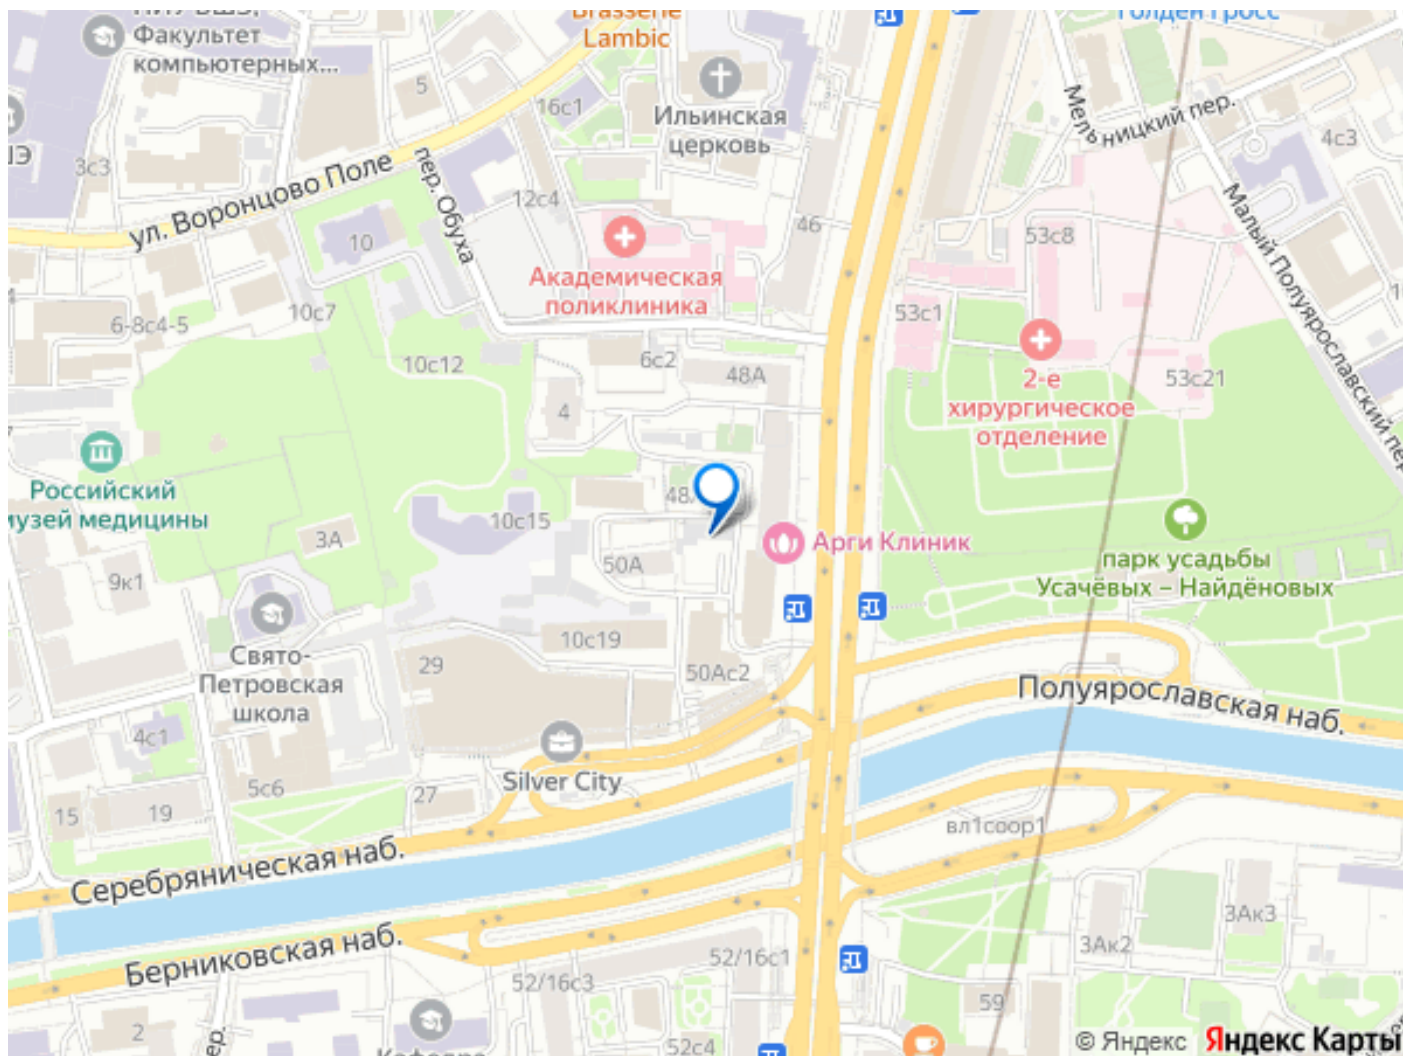 Факультет
компьютерных...
Brasserie
Lambic
Голден Гросс
5
16с1
Ильинская
церковь
Мельницкий пер.
4с3
3с3
ул. Воронцово Поле
пер. Обуха
12с4
10
46
53с8
Малый Полуярославский пер.
Академическая
поликлиника
10с7
6-8с4-5
53с1
10с12
6с2
48А
2-е
хирургическое
отделение
53с21
4
Российский
музей медицины
3А
10с15
50А
Арги Клиник
парк усадьбы
Усачёвых – Найдёновых
9к1
Свято-
Петровская
школа
10с19
29
50Ас2
Полуярославская наб.
4с1
Silver City
5с6
27
15
19
вл1соор1
Серебряническая наб.
Берниковская наб.
3Ак3
3Ак2
52/16с1
52/16с3
59
2
52с4
© Яндекс Яндекс Карты